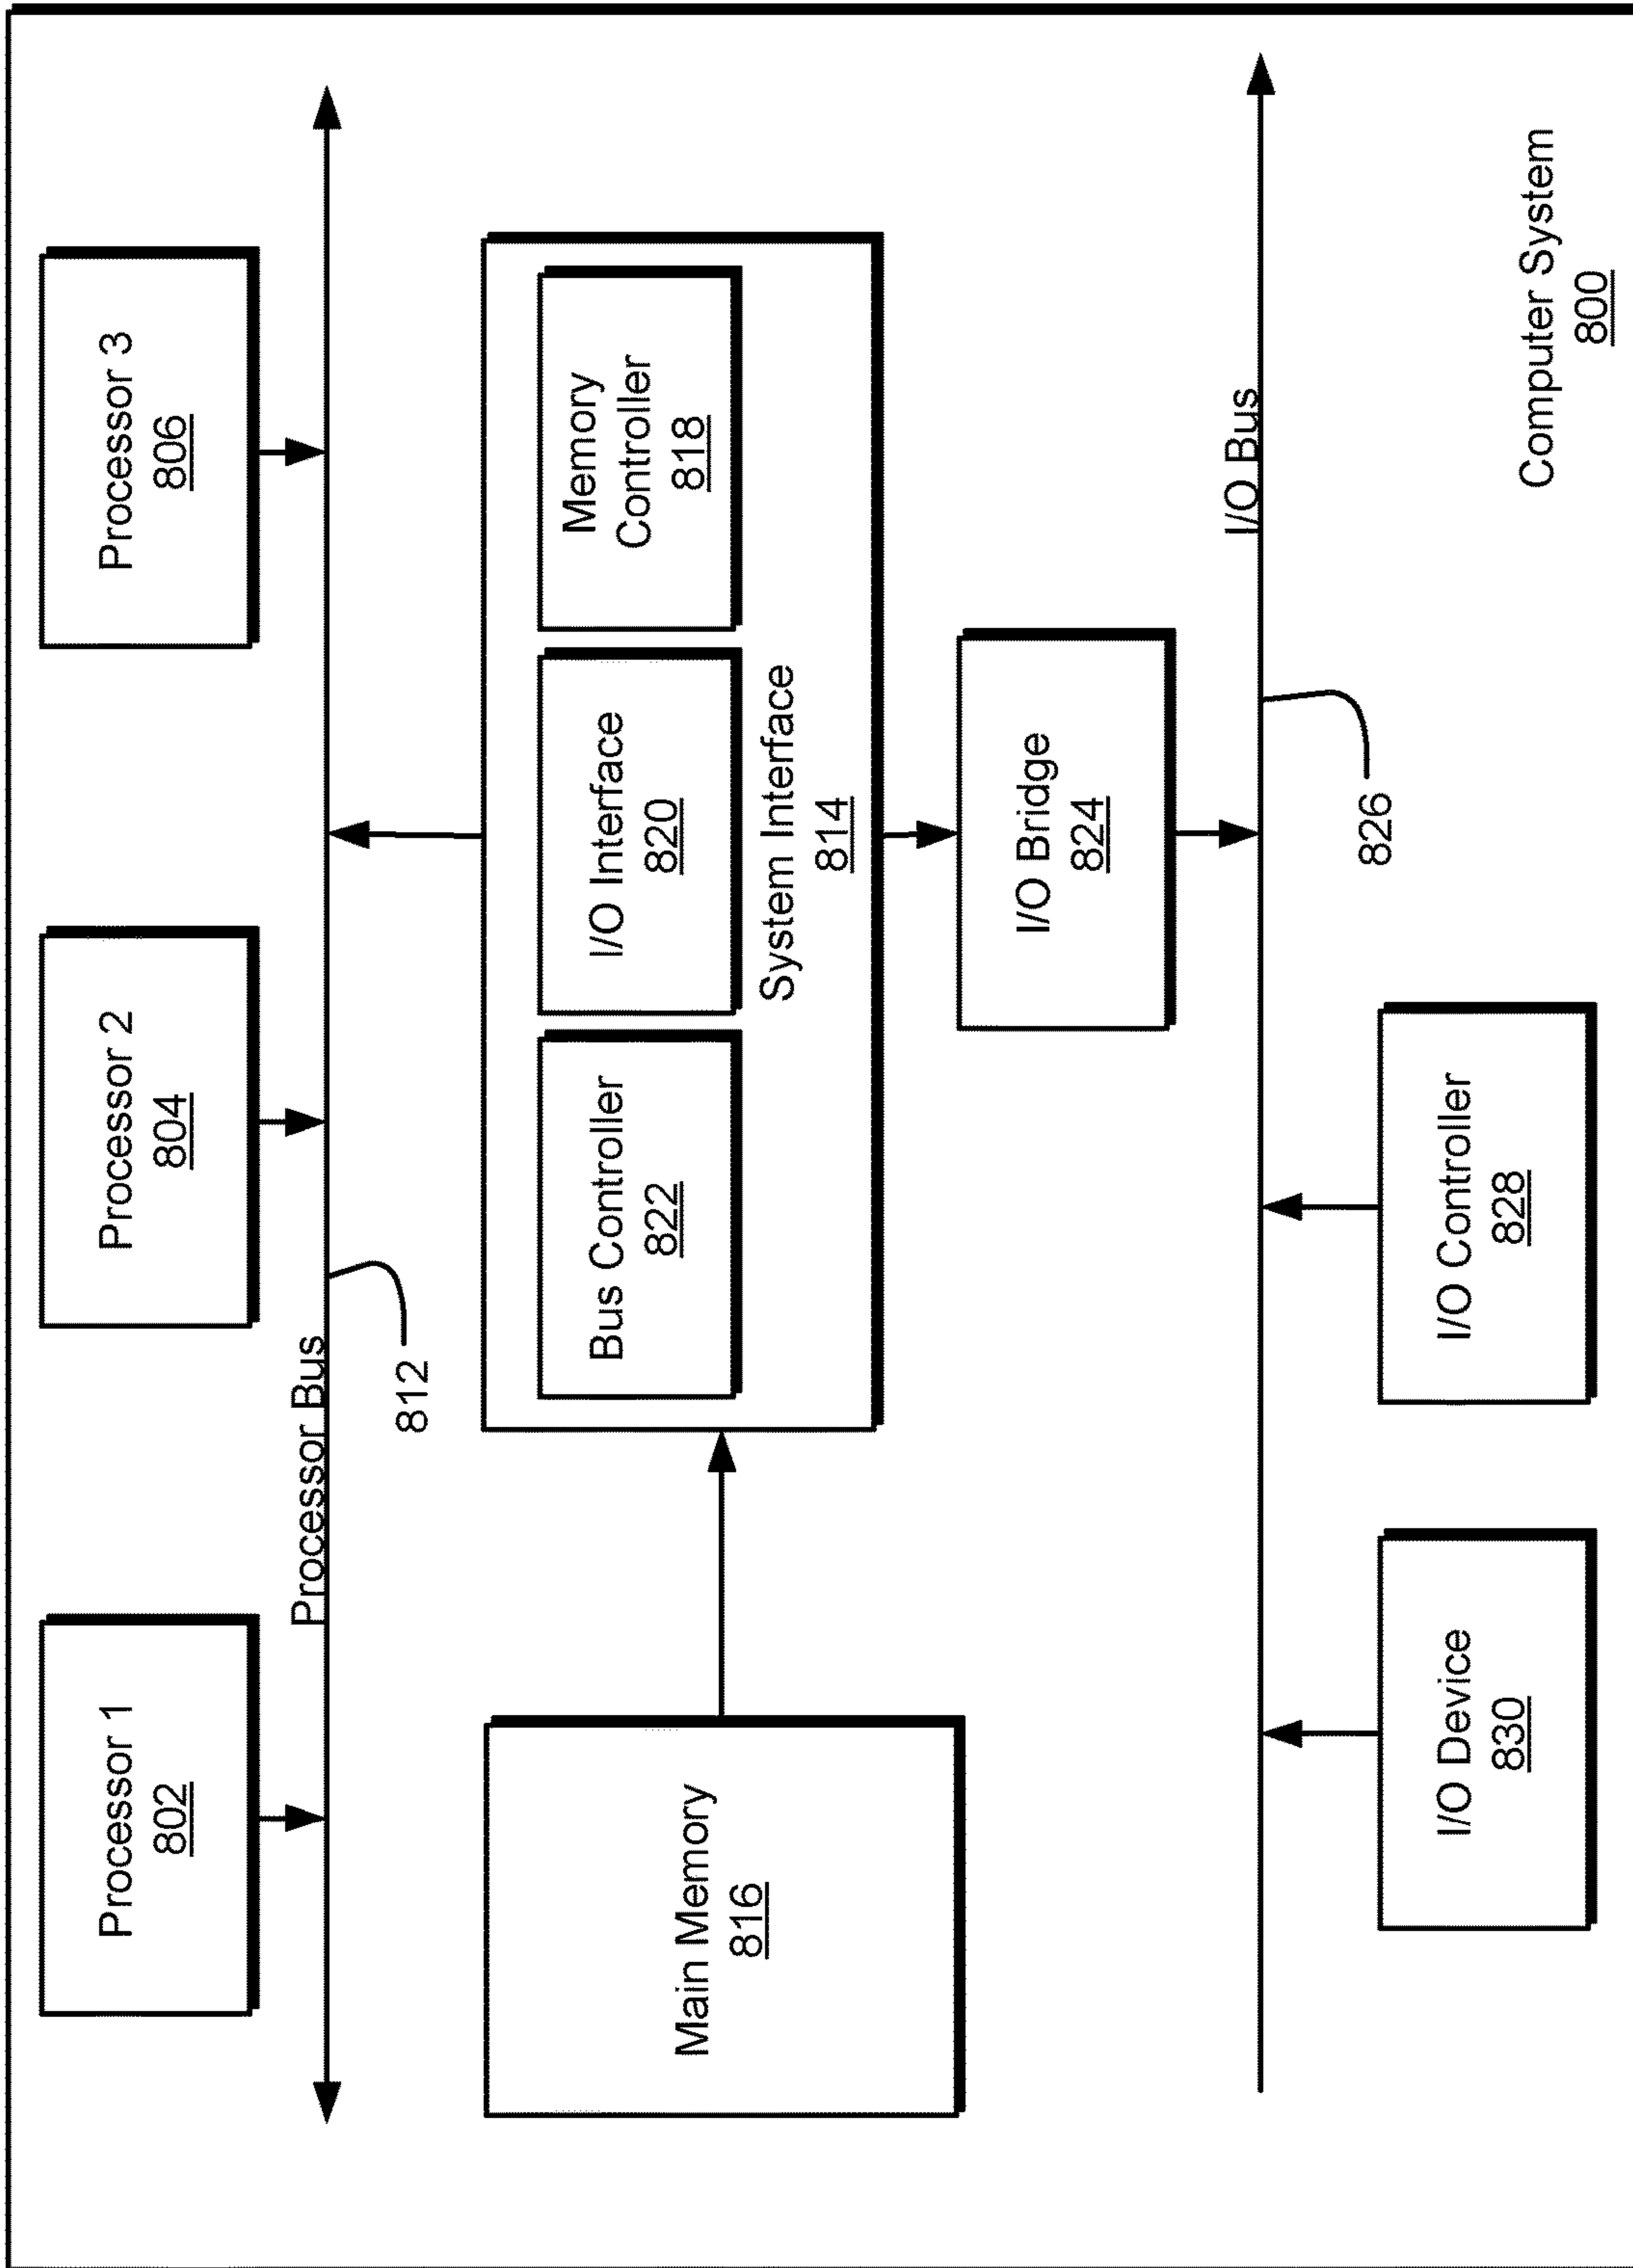 Processor 1
802
Processor 2
804
Processor 3
806
Processor Bus
812
Main Memory
816
Bus Controller
822
I/O Interface
820
Memory
Controller
818
System Interface
814
I/O Bridge
824
I/O Bus
826
I/O Device
830
I/O Controller
828
Computer System
800